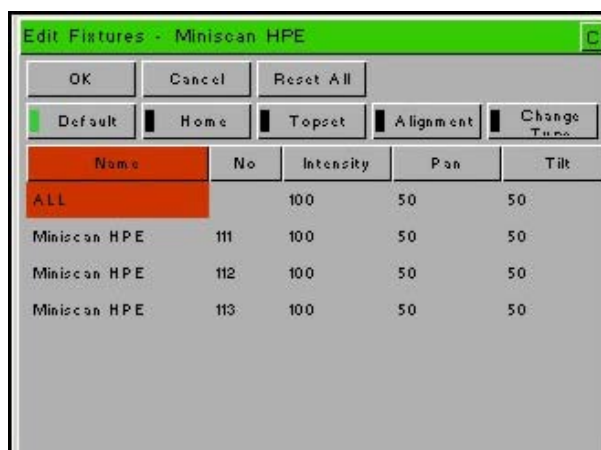 Edit Fixtures - Miniscan HPE C
OK Cancel Reset All
Default Home Topset Alignment Change
Name No Intensity Pan Tilt
ALL 100 50 50
Miniscan HPE 111 100 50 50
Miniscan HPE 112 100 50 50
Miniscan HPE 113 100 50 50